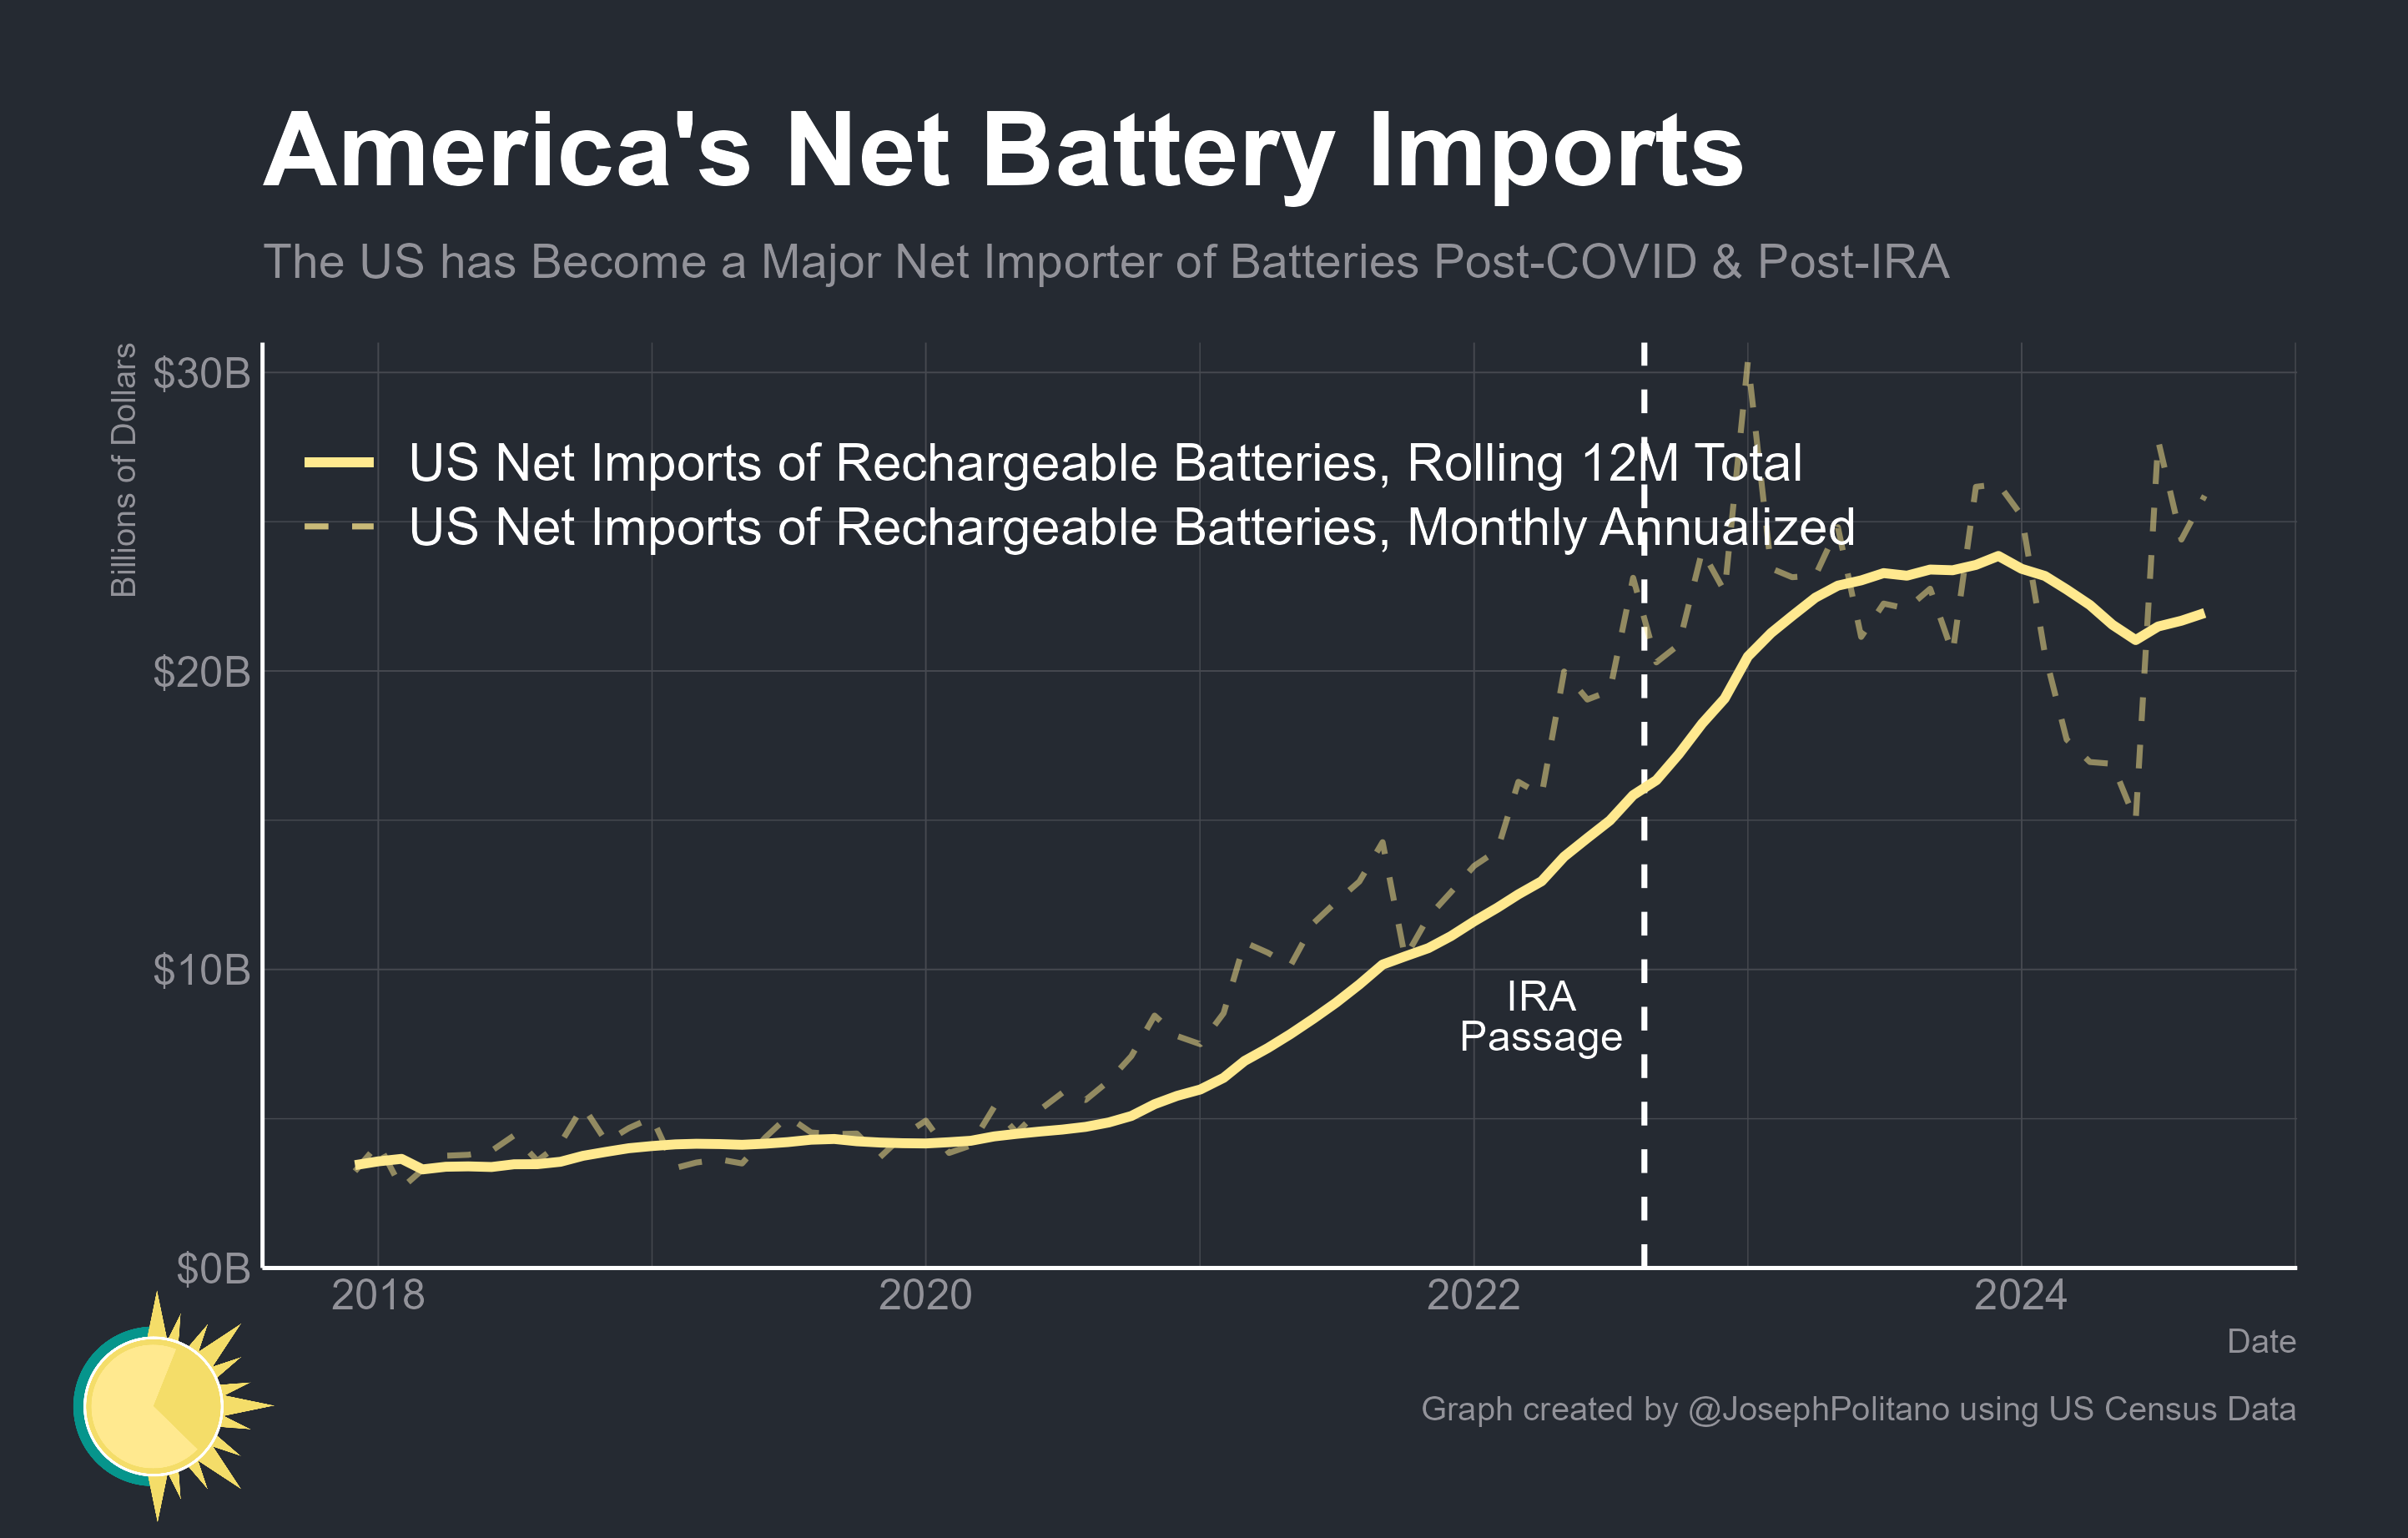 America's Net Battery Imports
The US has Become a Major Net Importer of Batteries Post-COVID & Post-IRA
Billions of Dollars
$30B
$20B
$10B
$0B
US Net Imports of Rechargeable Batteries, Rolling 12M Total
US Net Imports of Rechargeable Batteries, Monthly Annualized
IRA
Passage
2018
2020
2022
2024
Date
Graph created by @JosephPolitano using US Census Data